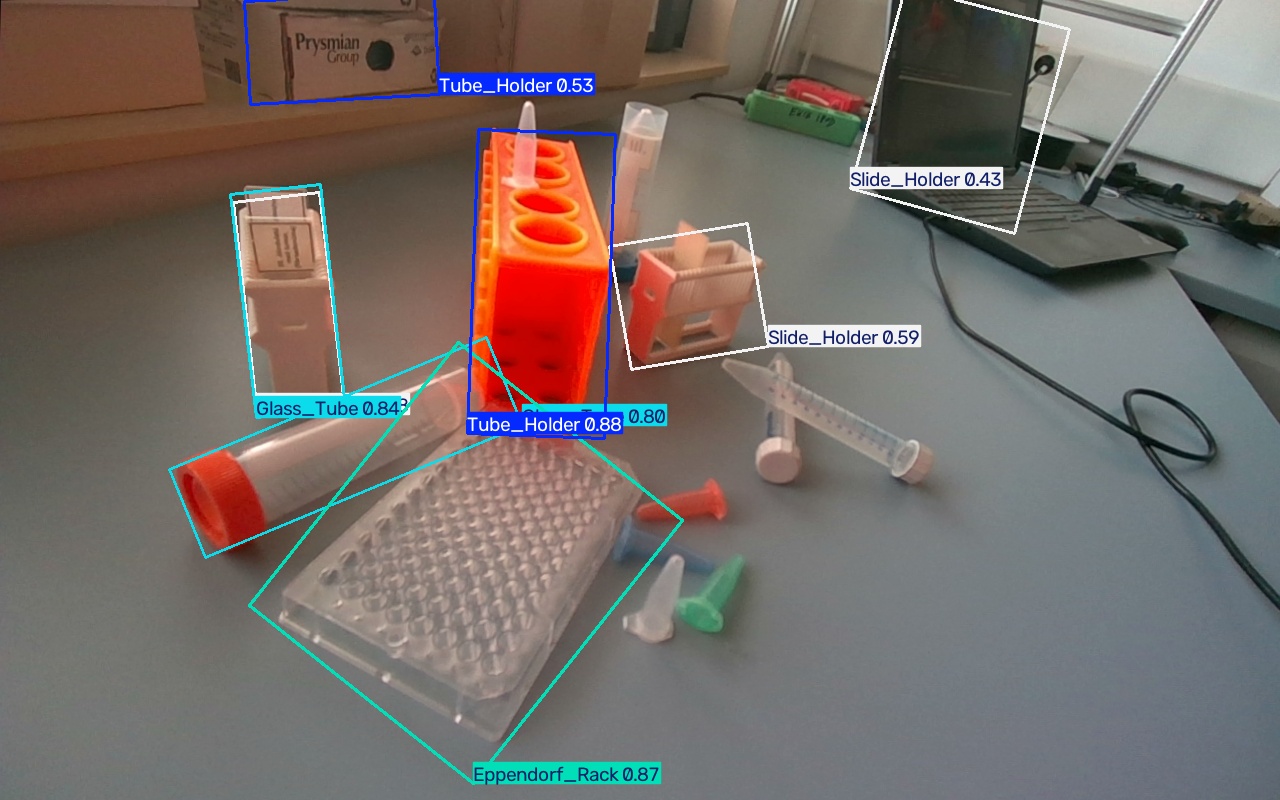 Prysmian
Group
Tube_Holder 0.53
Slide_Holder 0.43
Slide_Holder 0.59
Glass_Tube 0.84
0.80
Tube_Holder 0.88
Eppendorf_Rack 0.87